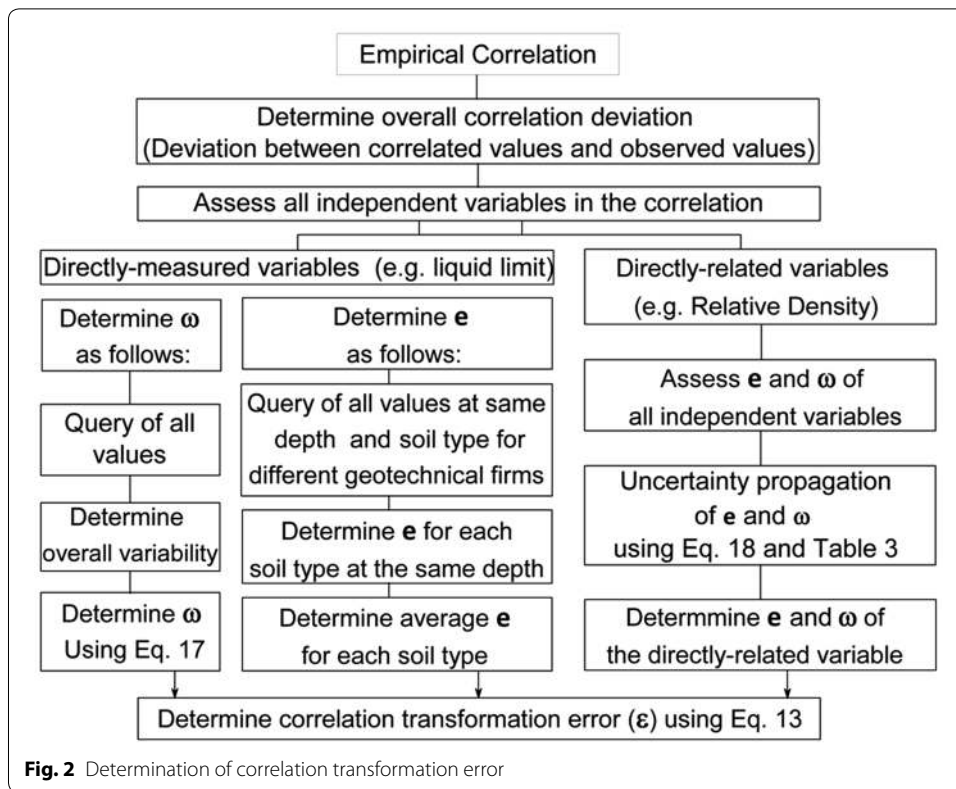 Empirical Correlation
Determine overall correlation deviation
(Deviation between correlated values and observed values)
Assess all independent variables in the correlation
Directly-measured variables (e.g. liquid limit)
Determine ω
as follows:
Query of all
values
Determine
overall variability
Determine ω
Using Eq. 17
Determine e
as follows:
Query of all values at same
depth and soil type for
different geotechnical firms
Determine e for each
soil type at the same depth
Determine average e
for each soil type
Directly-related variables
(e.g. Relative Density)
Assess e and ω of
all independent variables
Uncertainty propagation
of e and ω
using Eq. 18 and Table 3
Determmine e and ω of
the directly-related variable
Determine correlation transformation error (ε) using Eq. 13
Fig. 2 Determination of correlation transformation error